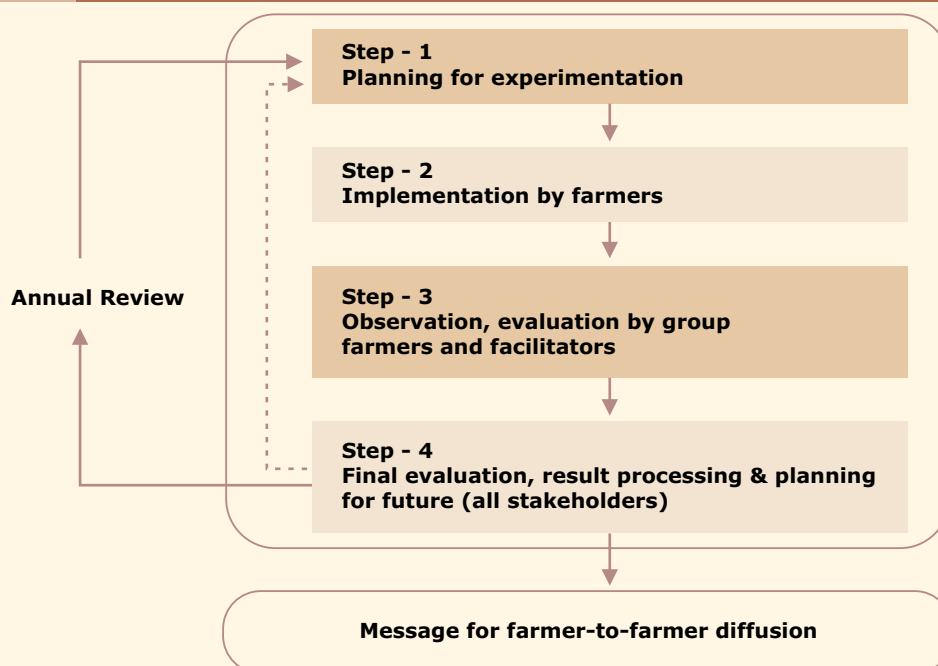 Step - 1
Planning for experimentation
Step - 2
Implementation by farmers
Annual Review
Step - 3
Observation, evaluation by group
farmers and facilitators
Step - 4
Final evaluation, result processing & planning
for future (all stakeholders)
Message for farmer-to-farmer diffusion